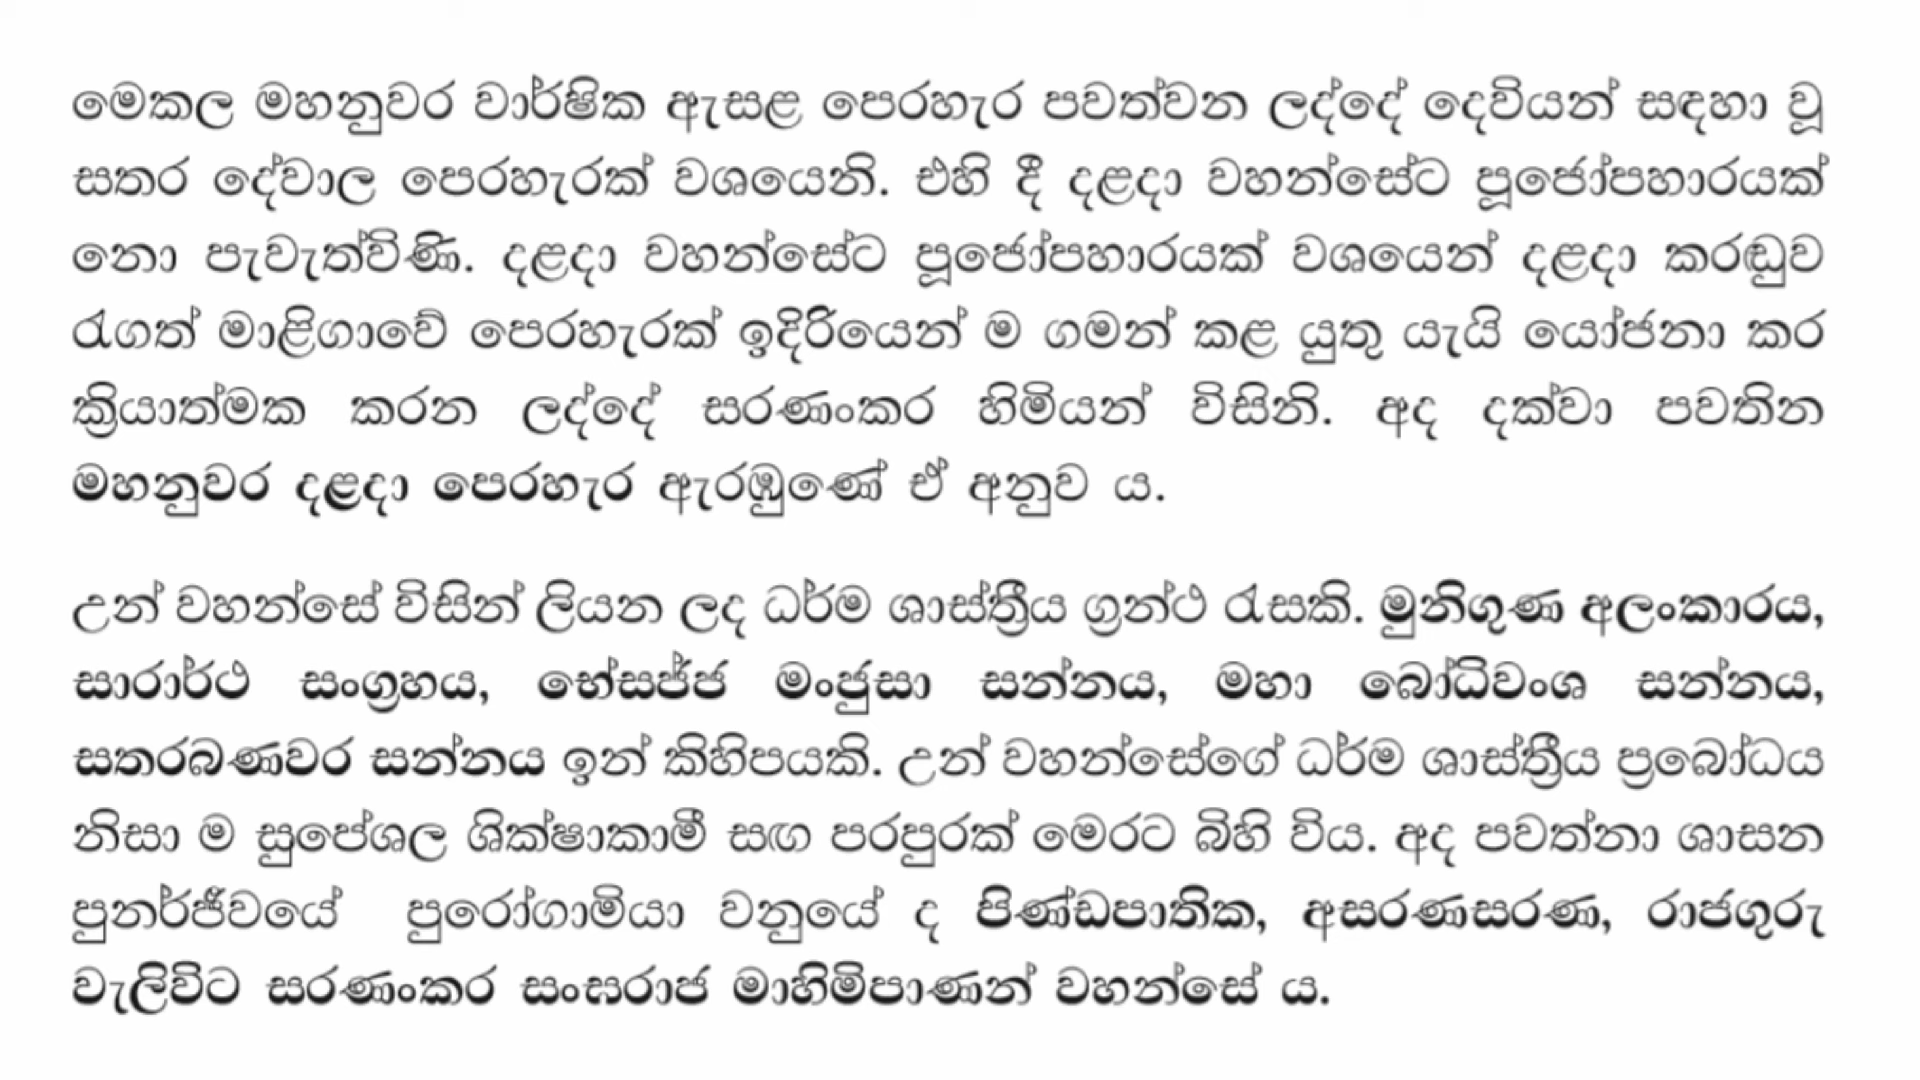 මෙකල මහනුවර වාර්ෂික ඇසළ පෙරහැර පවත්වන ලද්දේ දෙවියන් සඳහා වූ
සතර දේවාල පෙරහැරක් වශයෙනි. එහි දී දළදා වහන්සේට පූජෝපහාරයක්
නො පැවැත්විණි. දළදා වහන්සේට පූජෝපහාරයක් වශයෙන් දළදා කරඬුව
රැගත් මාළිගාවේ පෙරහැරක් ඉදිරියෙන් ම ගමන් කළ යුතු යැයි යෝජනා කර
ක්‍රියාත්මක කරන ලද්දේ සරණංකර හිමියන් විසිනි. අද දක්වා පවතින
මහනුවර දළදා පෙරහැර ඇරඹුණේ ඒ අනුව ය.
උන් වහන්සේ විසින් ලියන ලද ධර්ම ශාස්ත්‍රීය ග්‍රන්ථ රැසකි. මුනිගුණ අලංකාරය,
සාරාර්ථ සංග්‍රහය, භේසජ්ජ මංජුසා සන්නය, මහා බෝධිවංශ සන්නය,
සතරබණවර සන්නය ඉන් කිහිපයකි. උන් වහන්සේගේ ධර්ම ශාස්ත්‍රීය ප්‍රබෝධය
නිසා ම සුපේශල ශික්ෂාකාමී සඟ පරපුරක් මෙරට බිහි විය. අද පවත්නා ශාසන
පුනර්ජීවයේ පුරෝගාමියා වනුයේ ද පිණ්ඩපාතික, අසරණසරණ, රාජගුරු
වැලිවිට සරණංකර සංඝරාජ මාහිමිපාණන් වහන්සේ ය.